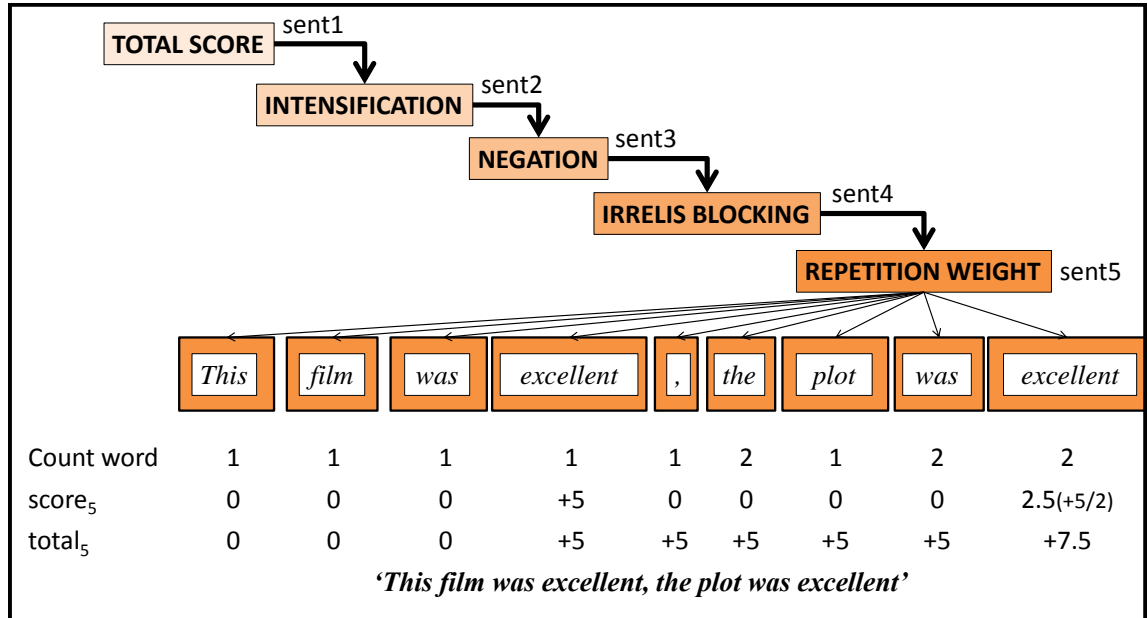 TOTAL SCORE sent1
INTENSIFICATION sent2
NEGATION sent3
IRRELIS BLOCKING sent4
REPETITION WEIGHT sent5
This film was excellent , the plot was excellent
Count word 1 1 1 1 1 2 1 2 2
score5 0 0 0 +5 0 0 0 0 2.5(+5/2)
total5 0 0 0 +5 +5 +5 +5 +5 +7.5
‘This film was excellent, the plot was excellent’